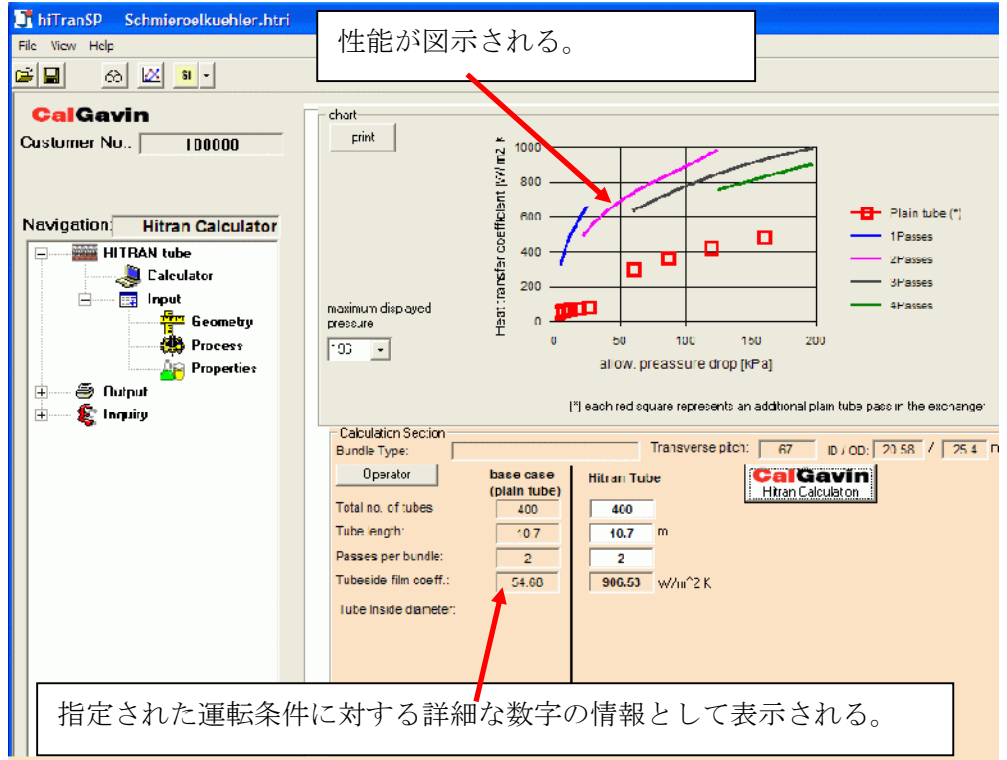 hiTranSP Schmieroelkuehler.htri
File View Help
SI
性能が図示される。
CalGavin
Customer No.. 100000
Navigation: Hitran Calculator
HITRAN tube
Calculator
Input
Geometry
Process
Properties
Output
Inquiry
chart
print
maximum displayed
pressure
Heat transfer coefficient [W/m2 K
1000
800
600
400
200
0
0 50 100 150 200
allow. preassure drop [kPa]
Plain tube (*)
1Passes
2Passes
3Passes
4Passes
[*] each red square represents an additional plain tube pass in the exchanger
Calculation Section
Bundle Type: Transverse pitch: 67 ID / OD: 20.58 / 25.4
Operator base case Hitran Tube
(plain tube)
CalGavin
Hitran Calculation
Total no. of tubes 400 400
Tube length: 10.7 10.7 m
Passes per bundle: 2 2
Tubeside film coeff.: 54.68 906.53 w/m^2 K
Tube inside diameter:
指定された運転条件に対する詳細な数字の情報として表示される。